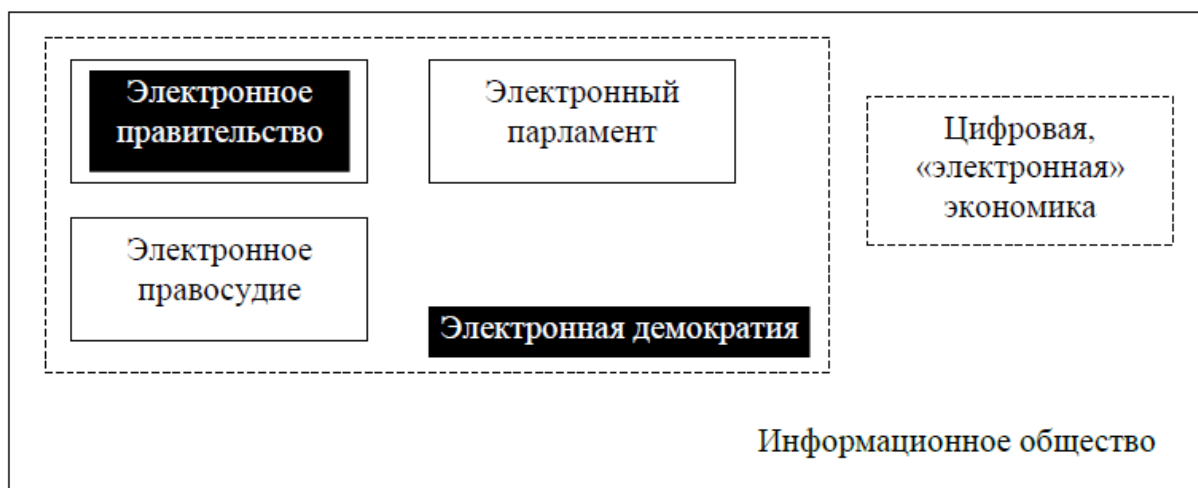 Электронное
правительство
Электронный
парламент
Цифровая,
«электронная»
экономика
Электронное
правосудие
Электронная демократия
Информационное общество